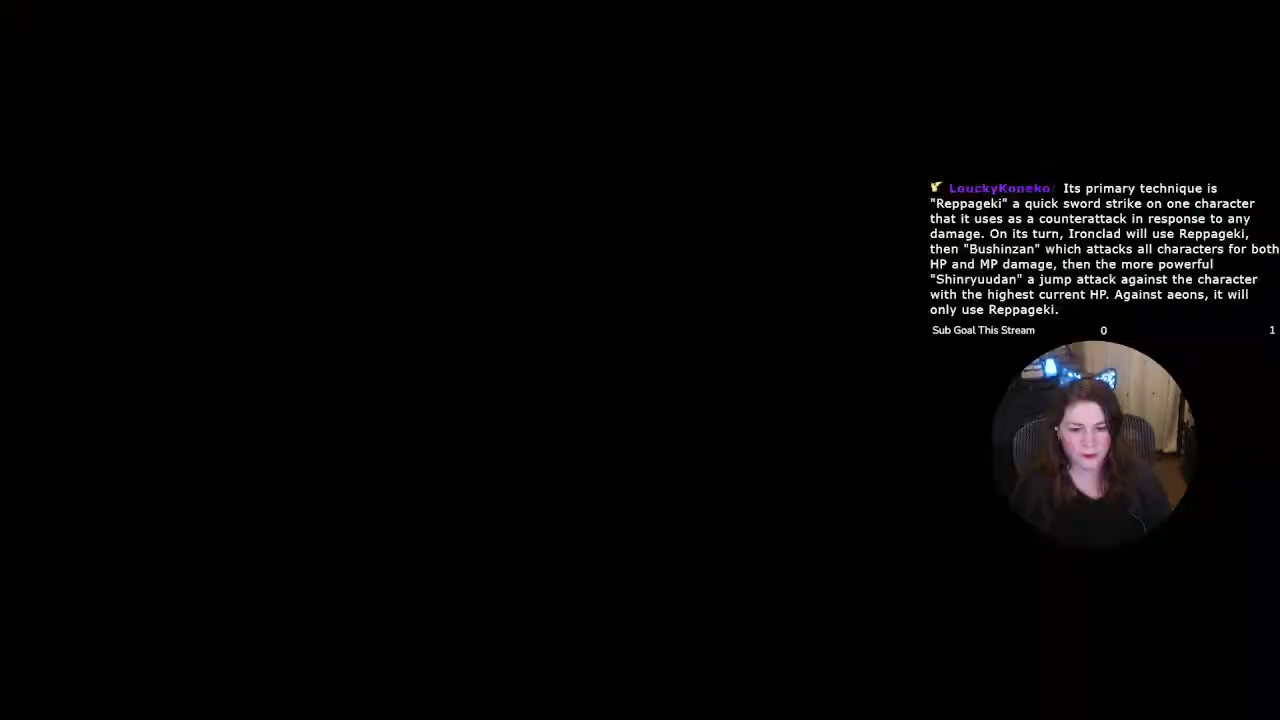 LouckyKoneko: Its primary technique is
"Reppageki" a quick sword strike on one character
that it uses as a counterattack in response to any
damage. On its turn, Ironclad will use Reppageki,
then "Bushinzan" which attacks all characters for both
HP and MP damage, then the more powerful
"Shinryuudan" a jump attack against the character
with the highest current HP. Against aeons, it will
only use Reppageki.
Sub Goal This Stream 0 1